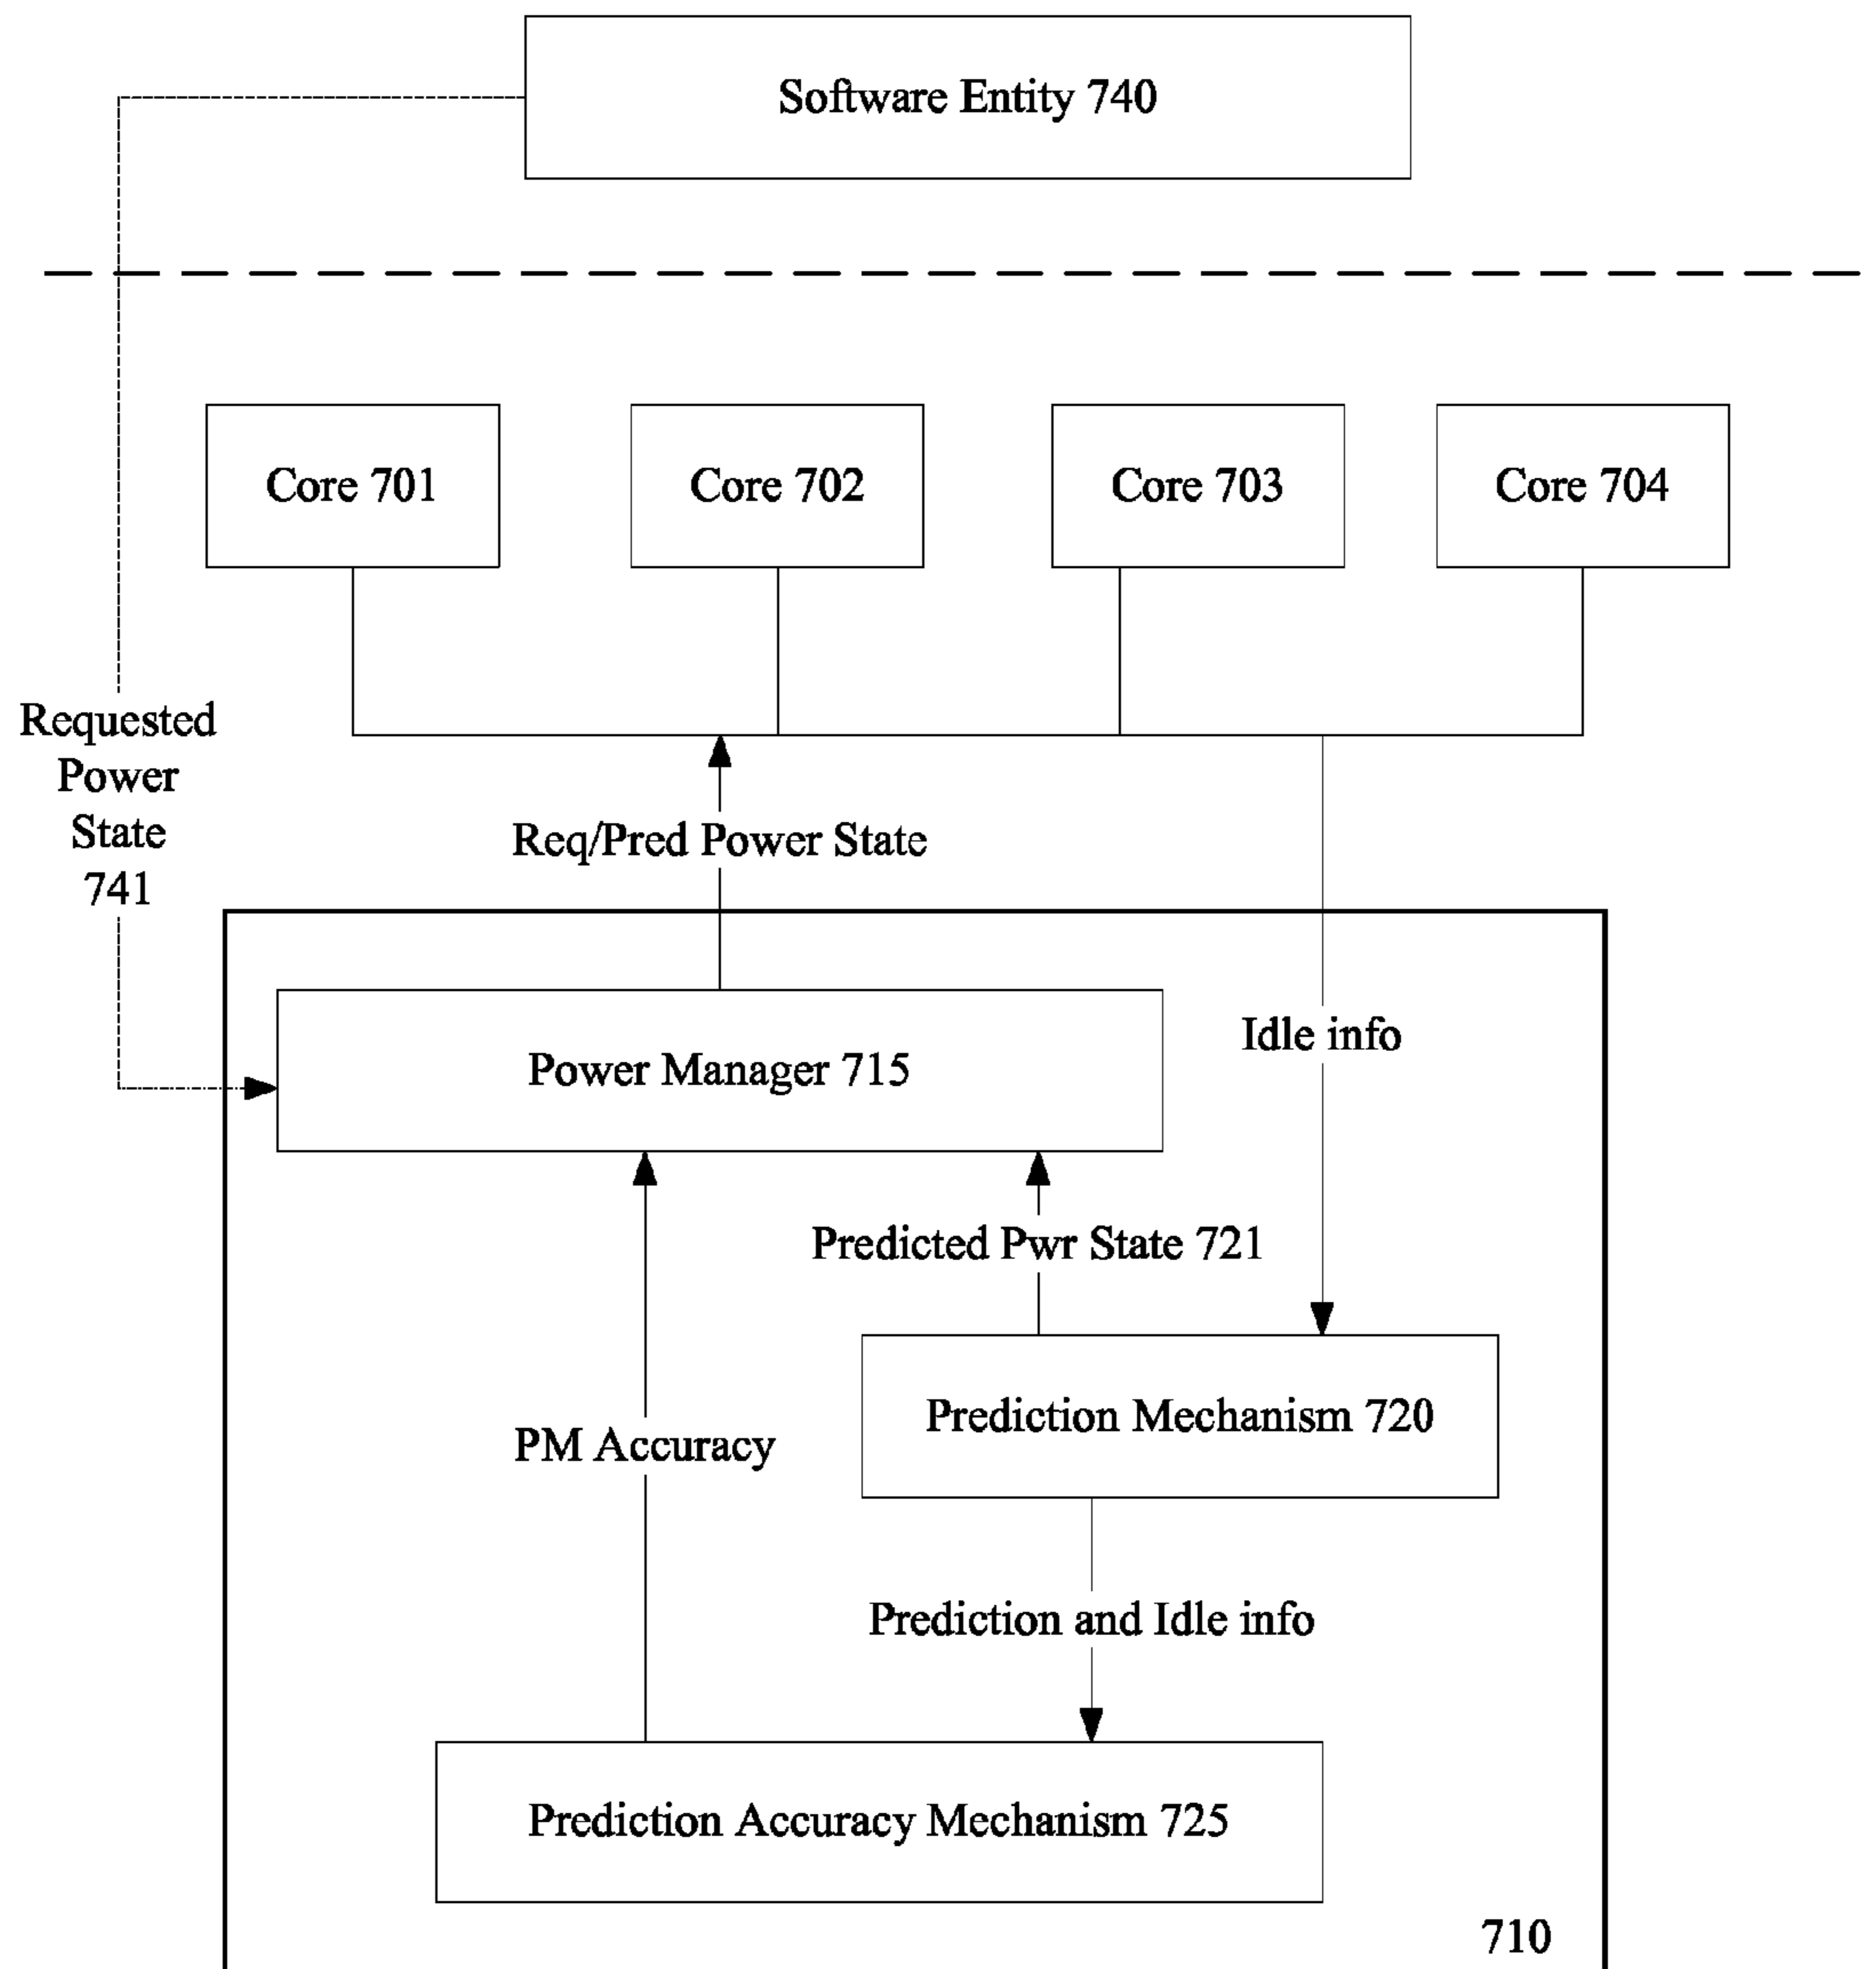 Software Entity 740
Core 701
Core 702
Core 703
Core 704
Requested
Power
State
741
Req/Pred Power State
Idle info
Power Manager 715
Predicted Pwr State 721
Prediction Mechanism 720
PM Accuracy
Prediction and Idle info
Prediction Accuracy Mechanism 725
710